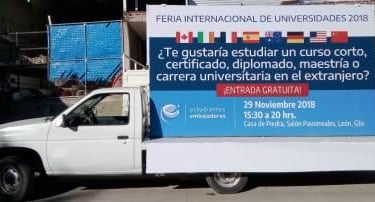 FERIA INTERNACIONAL DE UNIVERSIDADES 2018
¿Te gustaría estudiar un curso corto,
certificado, diplomado, maestría o
carrera universitaria en el extranjero?
¡ENTRADA GRATUITA!
estudiantes
embajadores
29 Noviembre 2018
15:30 a 20 hrs.
Casa de Piedra, Salón Pavorreales, León, Gto